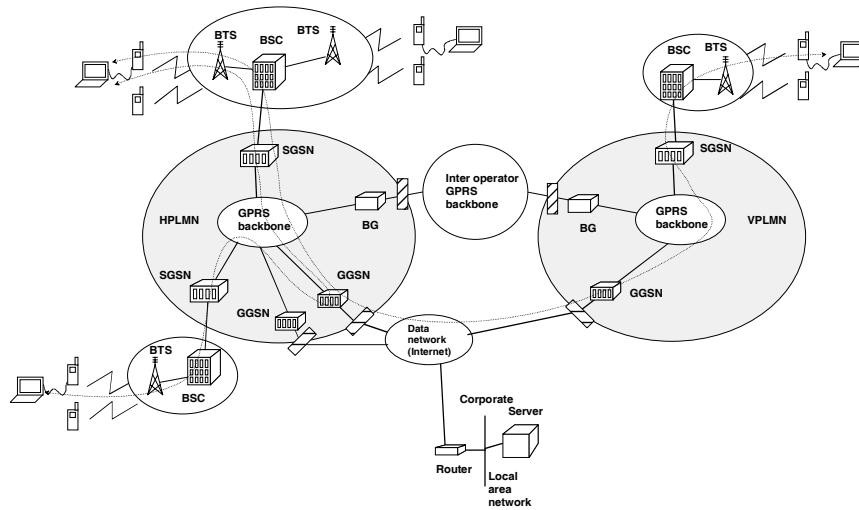 BTS
BSC
BTS
BSC
BTS
SGSN
SGSN
Inter operator
GPRS
backbone
HPLMN
GPRS
backbone
BG
BG
GPRS
backbone
VPLMN
SGSN
GGSN
GGSN
GGSN
Data
network
(Internet)
BTS
BSC
Corporate
Server
Router
Local
area
network